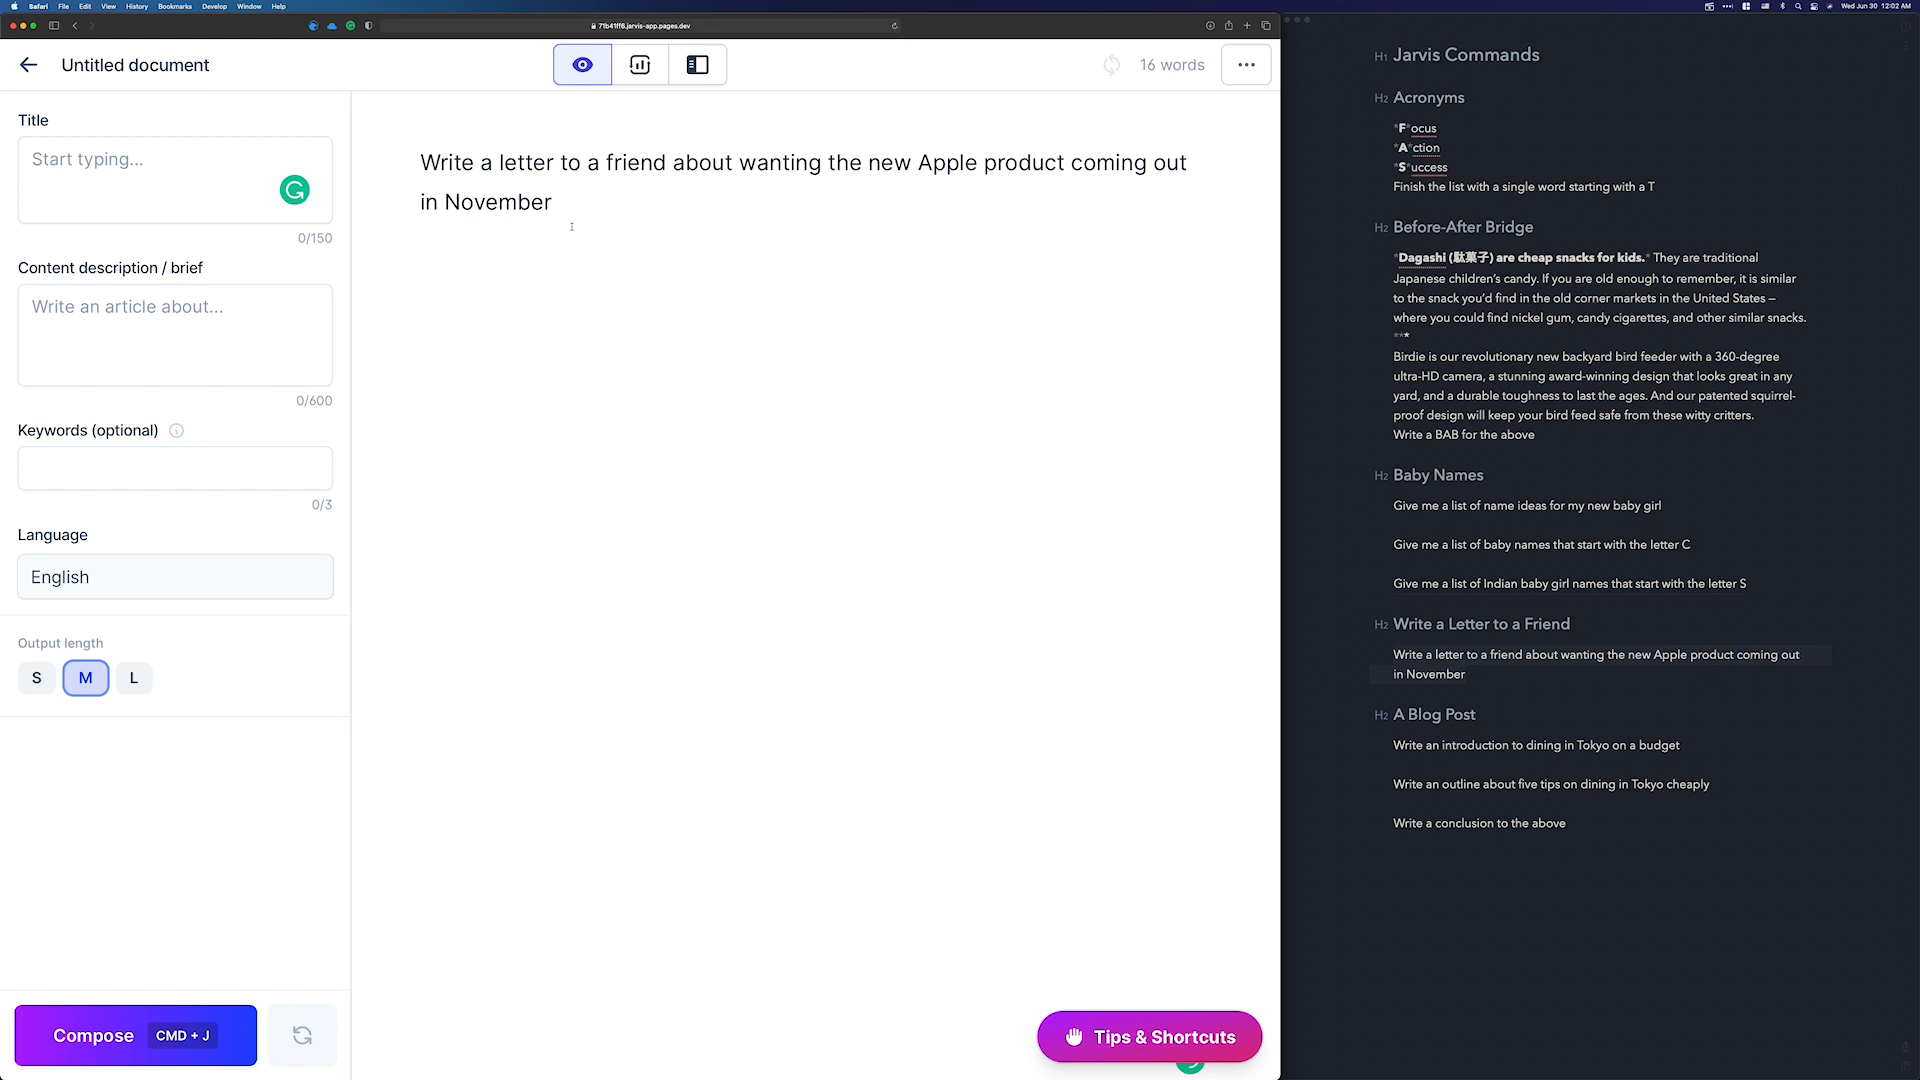 Safari File Edit View History Bookmarks Develop Window Help
Wed Jun 30 12:02 AM
71b41ff6.jarvis-app.pages.dev
Untitled document
16 words
Title
Start typing...
0/150
Content description / brief
Write an article about...
0/600
Keywords (optional)
0/3
Language
English
Output length
S M L
Compose CMD + J
Write a letter to a friend about wanting the new Apple product coming out
in November
Tips & Shortcuts
H1 Jarvis Commands
H2 Acronyms
*F*ocus
*A*ction
*S*uccess
Finish the list with a single word starting with a T
H2 Before-After Bridge
*Dagashi (駄菓子) are cheap snacks for kids.* They are traditional
Japanese children's candy. If you are old enough to remember, it is similar
to the snack you'd find in the old corner markets in the United States –
where you could find nickel gum, candy cigarettes, and other similar snacks.
***
Birdie is our revolutionary new backyard bird feeder with a 360-degree
ultra-HD camera, a stunning award-winning design that looks great in any
yard, and a durable toughness to last the ages. And our patented squirrel-
proof design will keep your bird feed safe from these witty critters.
Write a BAB for the above
H2 Baby Names
Give me a list of name ideas for my new baby girl
Give me a list of baby names that start with the letter C
Give me a list of Indian baby girl names that start with the letter S
H2 Write a Letter to a Friend
Write a letter to a friend about wanting the new Apple product coming out
in November
H2 A Blog Post
Write an introduction to dining in Tokyo on a budget
Write an outline about five tips on dining in Tokyo cheaply
Write a conclusion to the above